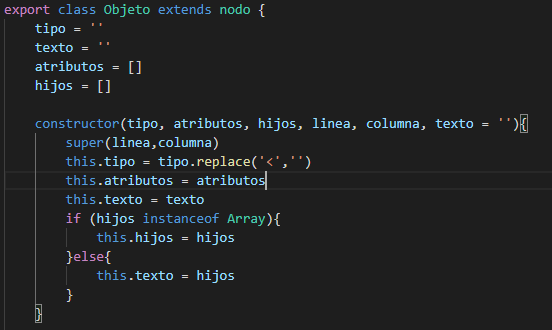 export class Objeto extends nodo {
    tipo = ''
    texto = ''
    atributos = []
    hijos = []
    constructor(tipo, atributos, hijos, linea, columna, texto = ''){
        super(linea,columna)
        this.tipo = tipo.replace('<','')
        this.atributos = atributos
        this.texto = texto
        if (hijos instanceof Array){
            this.hijos = hijos
        }else{
            this.texto = hijos
        }
    }